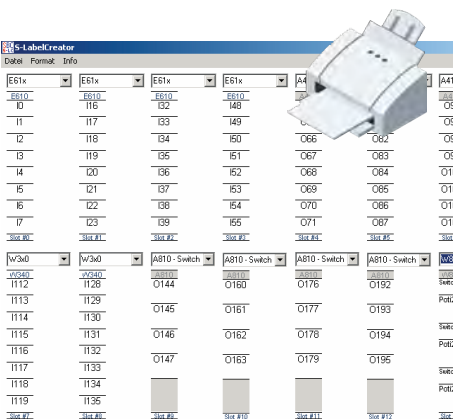 S-LabelCreator
Datei Format Info
E61x E61x E61x E61x A4 A41
E610 E610 E610 E610
I0 I16 I32 I48
I1 I17 I33 I49
I2 I18 I34 I50 O66 O82
I3 I19 I35 I51 O67 O83
I4 I20 I36 I52 O68 O84
I5 I21 I37 I53 O69 O85
I6 I22 I38 I54 O70 O86
I7 I23 I39 I55 O71 O87
Slot #0 Slot #1 Slot #2 Slot #3 Slot #4 Slot #5
W3x0 W3x0 A810 - Switch A810 - Switch A810 - Switch A810 - Switch W8
W340 W340 A810 A810 A810 A810
I112 I128 O144 O160 O176 O192
I113 I129 O145 O161 O177 O193
I114 I130
I115 I131 O146 O162 O178 O194
I116 I132
I117 I133 O147 O163 O179 O195
I118 I134
I119 I135
Slot #7 Slot #8 Slot #9 Slot #10 Slot #11 Slot #12